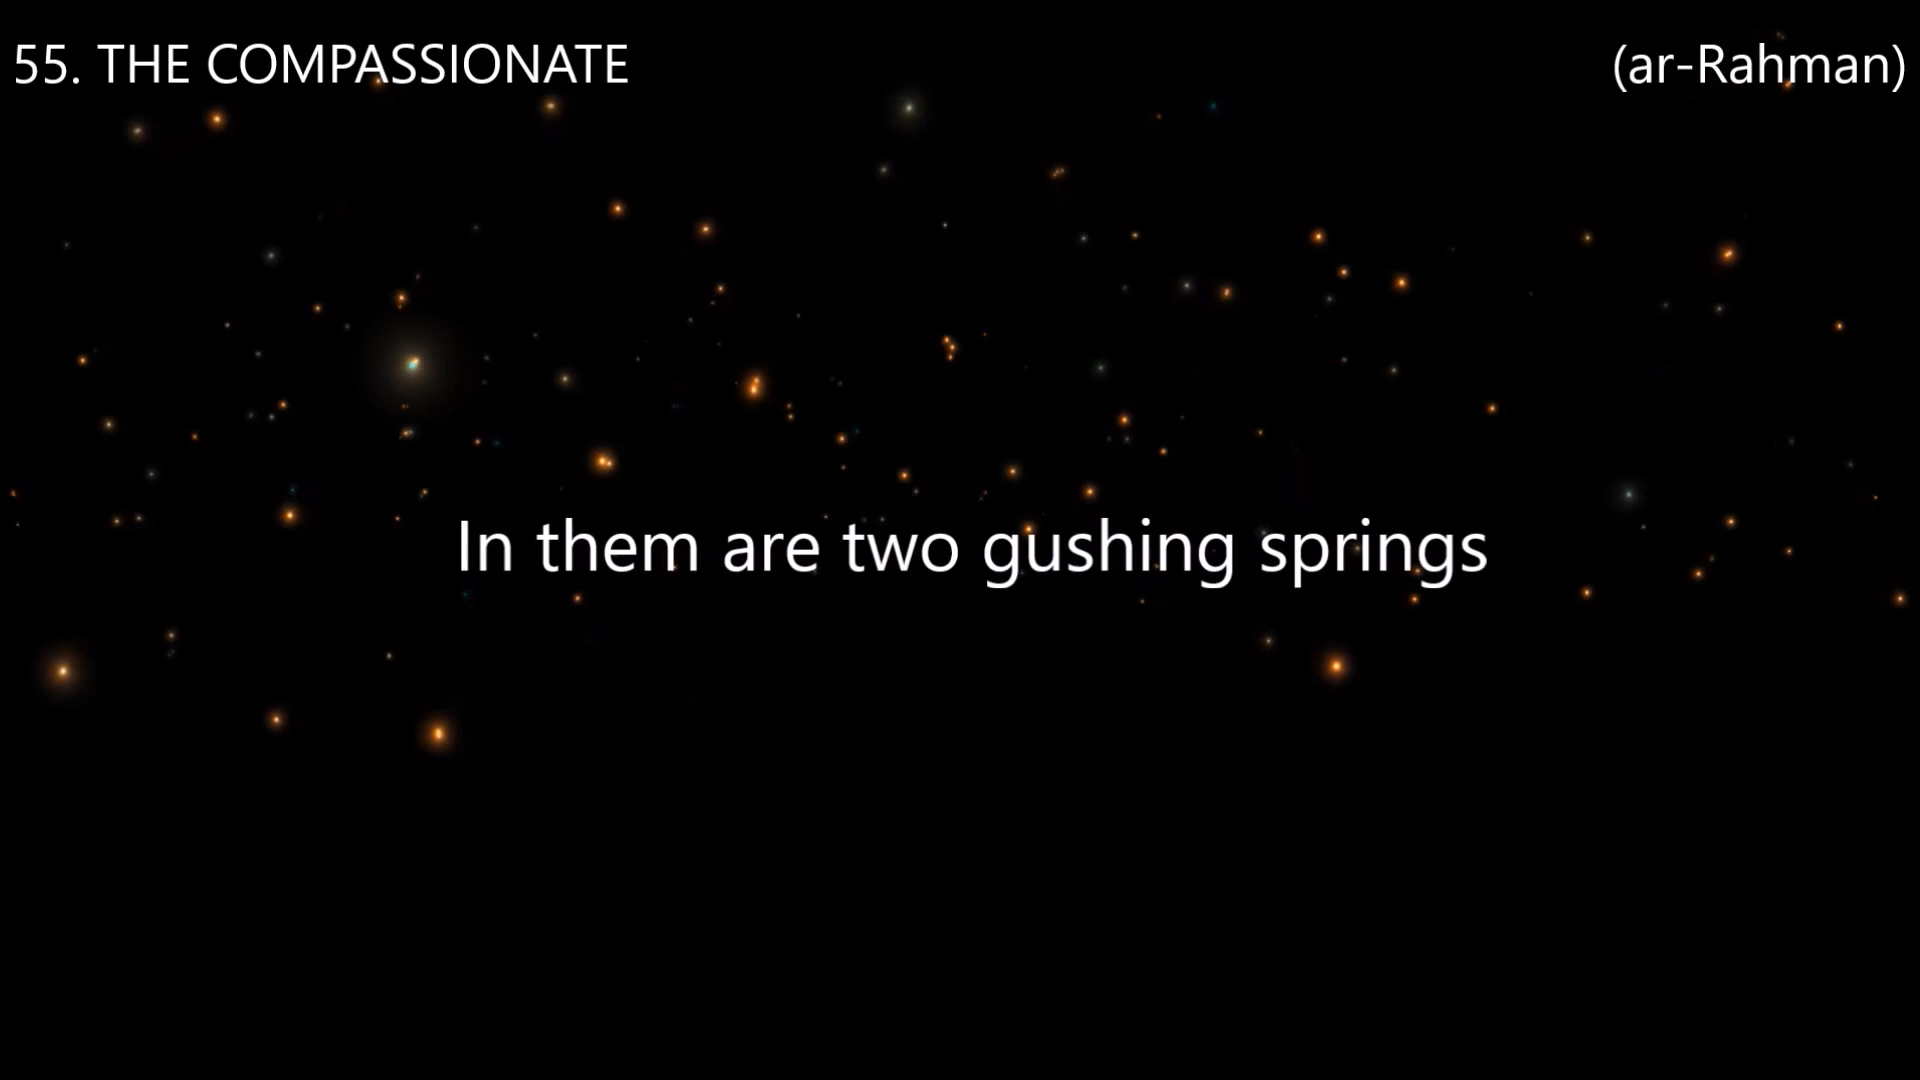 55. THE COMPASSIONATE (ar-Rahman)
In them are two gushing springs